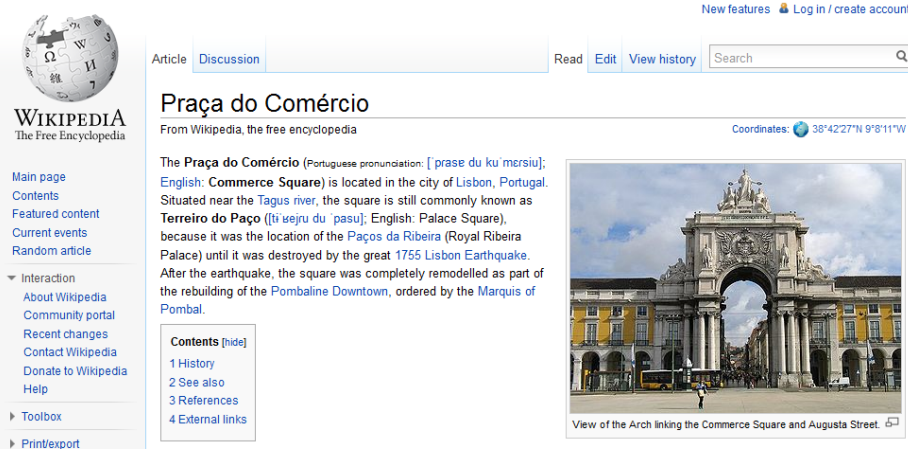 New features Log in / create account
WIKIPEDIA
The Free Encyclopedia
Article Discussion Read Edit View history Search
Praça do Comércio
From Wikipedia, the free encyclopedia
Coordinates: 38°42′27″N 9°8′11″W
Main page
Contents
Featured content
Current events
Random article
Interaction
About Wikipedia
Community portal
Recent changes
Contact Wikipedia
Donate to Wikipedia
Help
Toolbox
Print/export
The Praça do Comércio (Portuguese pronunciation: [ˈpɾasɐ du kuˈmɛɾsiu];
English: Commerce Square) is located in the city of Lisbon, Portugal.
Situated near the Tagus river, the square is still commonly known as
Terreiro do Paço ([tɨˈʁejɾu du ˈpasu]; English: Palace Square),
because it was the location of the Paços da Ribeira (Royal Ribeira
Palace) until it was destroyed by the great 1755 Lisbon Earthquake.
After the earthquake, the square was completely remodelled as part of
the rebuilding of the Pombaline Downtown, ordered by the Marquis of
Pombal.
Contents [hide]
1 History
2 See also
3 References
4 External links
View of the Arch linking the Commerce Square and Augusta Street.